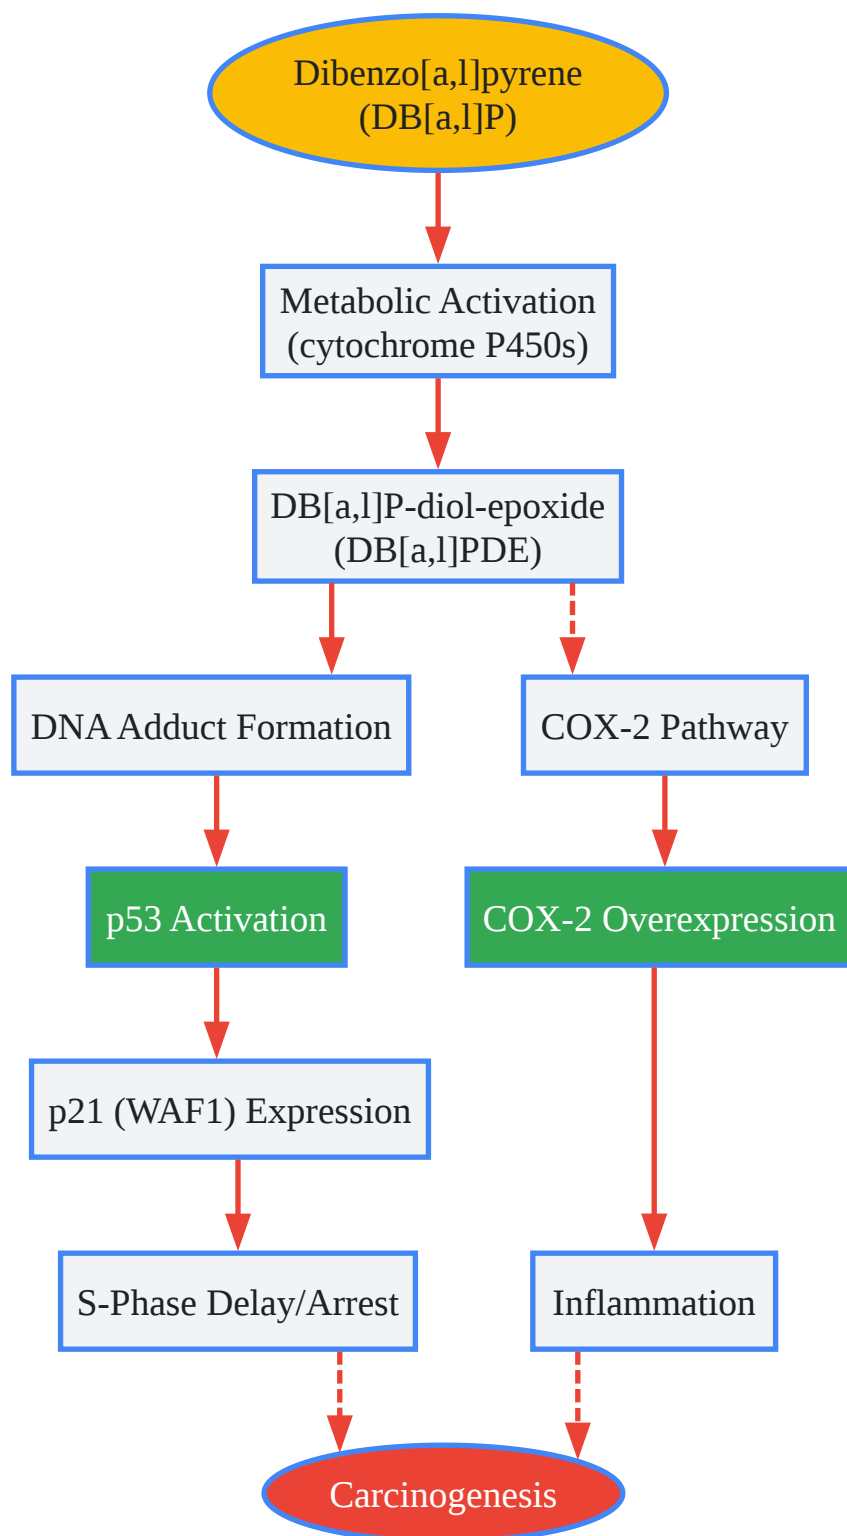 Dibenzo[a,l]pyrene
(DB[a,l]P)
Metabolic Activation
(cytochrome P450s)
DB[a,l]P-diol-epoxide
(DB[a,l]PDE)
DNA Adduct Formation
COX-2 Pathway
p53 Activation
COX-2 Overexpression
p21 (WAF1) Expression
S-Phase Delay/Arrest
Inflammation
Carcinogenesis